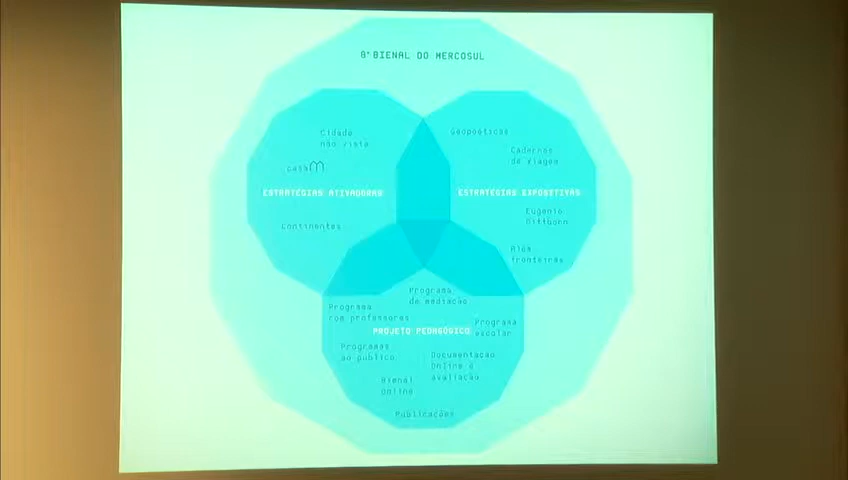 8ª BIENAL DO MERCOSUL
Cidade
não vista
casa M
ESTRATÉGIAS ATIVADORAS
Continentes
Geopoéticas
Cadernos
de viagem
ESTRATÉGIAS EXPOSITIVAS
Eugenio
Dittborn
Além
fronteiras
Programa
de mediação
Programa
com professores
PROJETO PEDAGÓGICO
Programa
escolar
Programas
ao público
Documentação
online e
avaliação
Bienal
online
Publicações